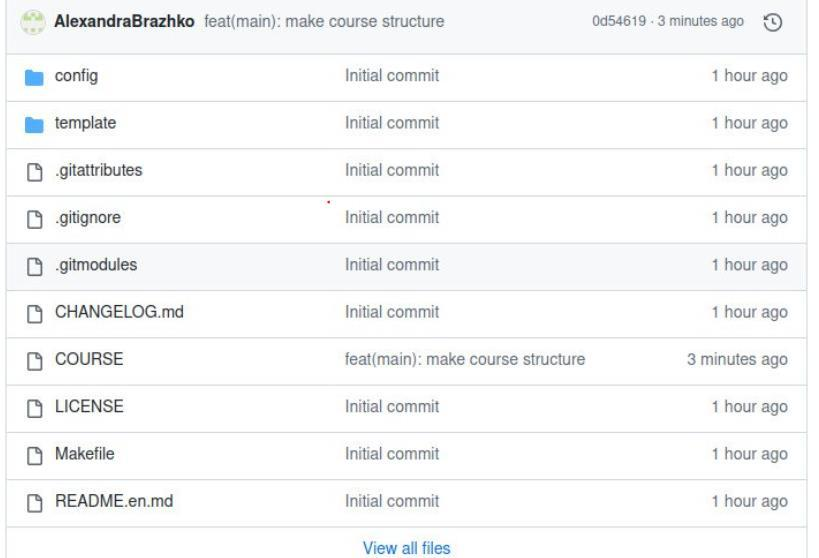 AlexandraBrazhko feat(main): make course structure 0d54619 · 3 minutes ago
config Initial commit 1 hour ago
template Initial commit 1 hour ago
.gitattributes Initial commit 1 hour ago
.gitignore Initial commit 1 hour ago
.gitmodules Initial commit 1 hour ago
CHANGELOG.md Initial commit 1 hour ago
COURSE feat(main): make course structure 3 minutes ago
LICENSE Initial commit 1 hour ago
Makefile Initial commit 1 hour ago
README.en.md Initial commit 1 hour ago
View all files